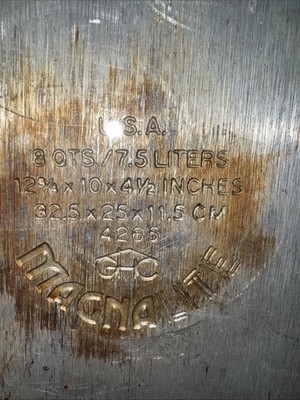 U.S.A.
8 QTS./7.5 LITERS
12¾ x 10 x 4½ INCHES
32.5 x 25 x 11.5 CM
4265
GHC
MAGNALITE